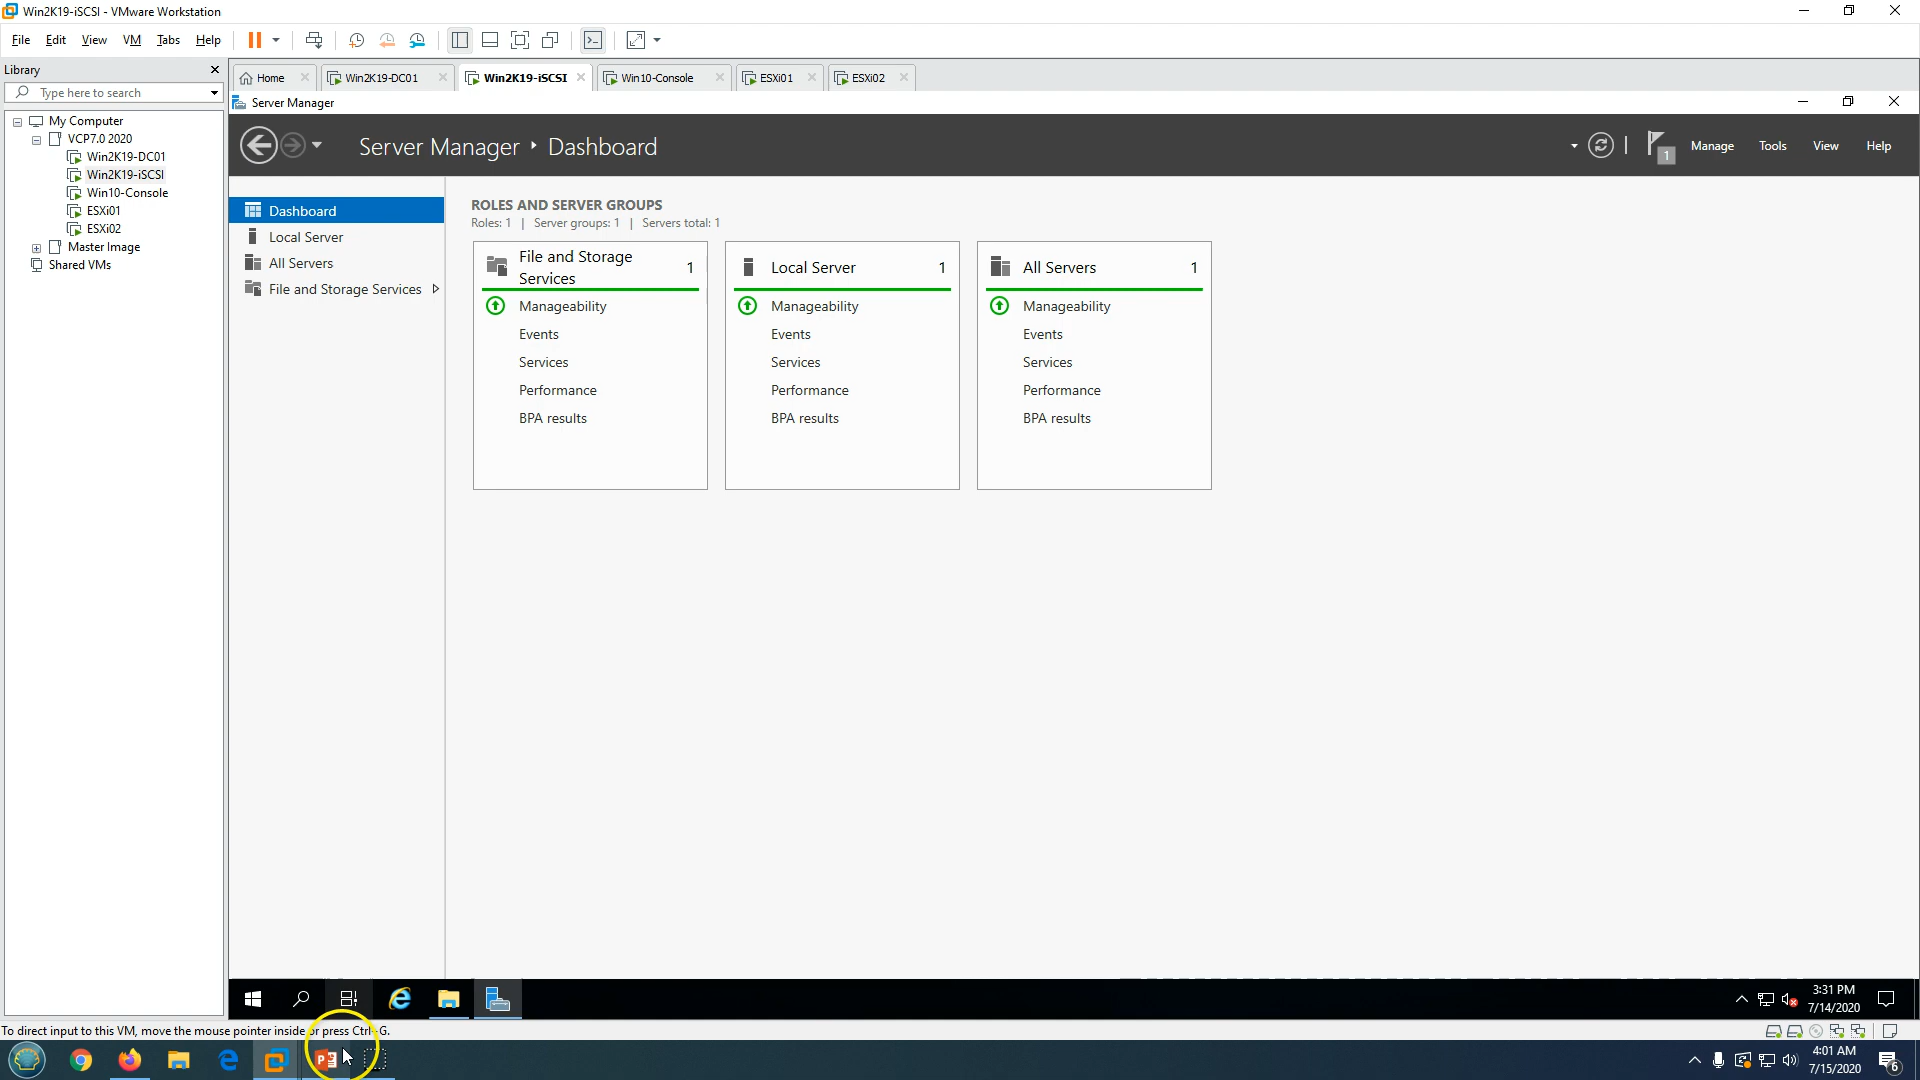 Win2K19-iSCSI - VMware Workstation
File Edit View VM Tabs Help
Library
Type here to search
My Computer
VCP7.0 2020
Win2K19-DC01
Win2K19-iSCSI
Win10-Console
ESXi01
ESXi02
Master Image
Shared VMs
Home Win2K19-DC01 Win2K19-iSCSI Win10-Console ESXi01 ESXi02
Server Manager
Server Manager Dashboard
1 Manage Tools View Help
Dashboard
Local Server
All Servers
File and Storage Services
ROLES AND SERVER GROUPS
Roles: 1 | Server groups: 1 | Servers total: 1
File and Storage
Services 1
Manageability
Events
Services
Performance
BPA results
Local Server 1
Manageability
Events
Services
Performance
BPA results
All Servers 1
Manageability
Events
Services
Performance
BPA results
3:31 PM
7/14/2020
To direct input to this VM, move the mouse pointer inside or press Ctrl+G.
4:01 AM
7/15/2020
6